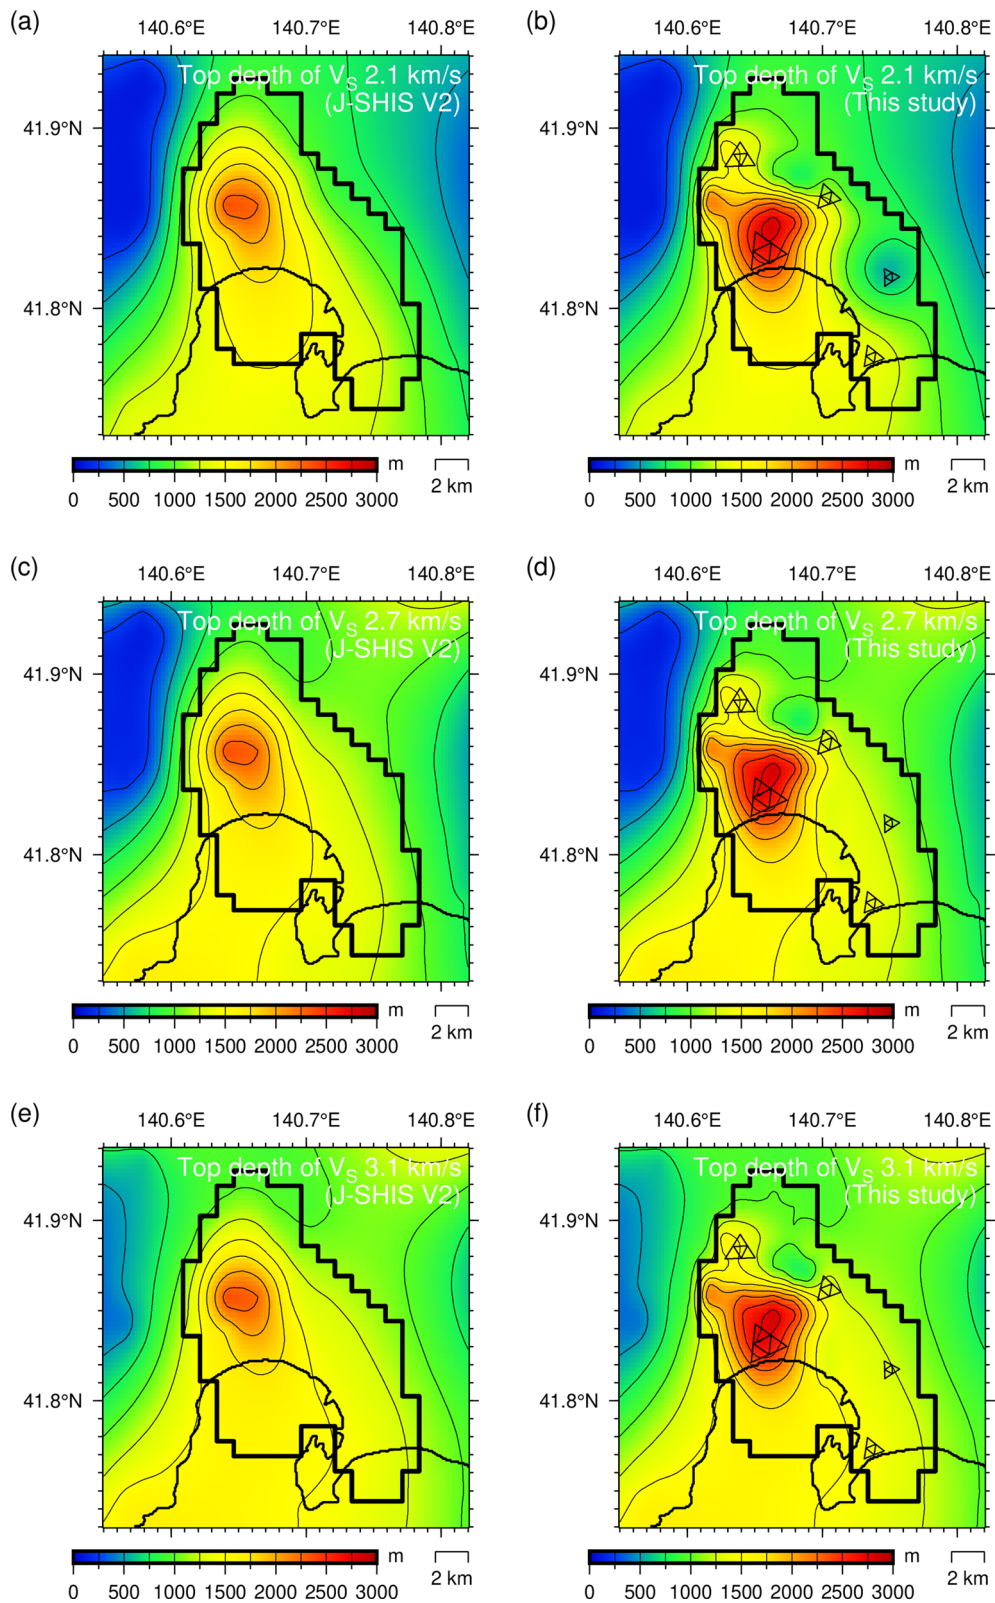 (a)
140.6°E 140.7°E 140.8°E
Top depth of VS 2.1 km/s
(J-SHIS V2)
41.9°N
41.8°N
m
2 km
0 500 1000 1500 2000 2500 3000
(b)
140.6°E 140.7°E 140.8°E
Top depth of VS 2.1 km/s
(This study)
41.9°N
41.8°N
m
2 km
0 500 1000 1500 2000 2500 3000
(c)
140.6°E 140.7°E 140.8°E
Top depth of VS 2.7 km/s
(J-SHIS V2)
41.9°N
41.8°N
m
2 km
0 500 1000 1500 2000 2500 3000
(d)
140.6°E 140.7°E 140.8°E
Top depth of VS 2.7 km/s
(This study)
41.9°N
41.8°N
m
2 km
0 500 1000 1500 2000 2500 3000
(e)
140.6°E 140.7°E 140.8°E
Top depth of VS 3.1 km/s
(J-SHIS V2)
41.9°N
41.8°N
m
2 km
0 500 1000 1500 2000 2500 3000
(f)
140.6°E 140.7°E 140.8°E
Top depth of VS 3.1 km/s
(This study)
41.9°N
41.8°N
m
2 km
0 500 1000 1500 2000 2500 3000